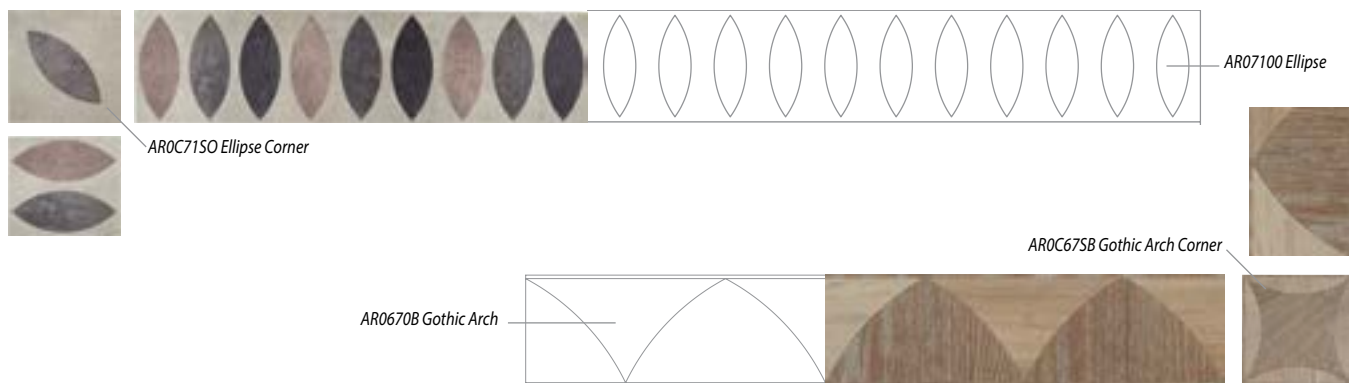 AR07100 Ellipse
AR0C71SO Ellipse Corner
AR0C67SB Gothic Arch Corner
AR0670B Gothic Arch